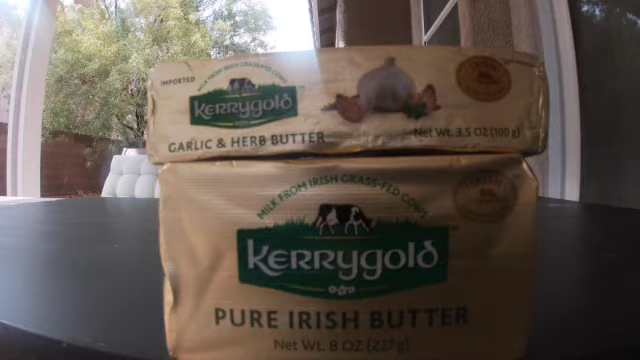 IMPORTED
MILK FROM IRISH GRASS-FED COWS
Kerrygold
GARLIC & HERB BUTTER
Net Wt. 3.5 OZ (100 g)
MILK FROM IRISH GRASS-FED COWS
Kerrygold
PURE IRISH BUTTER
Net Wt. 8 OZ (227g)